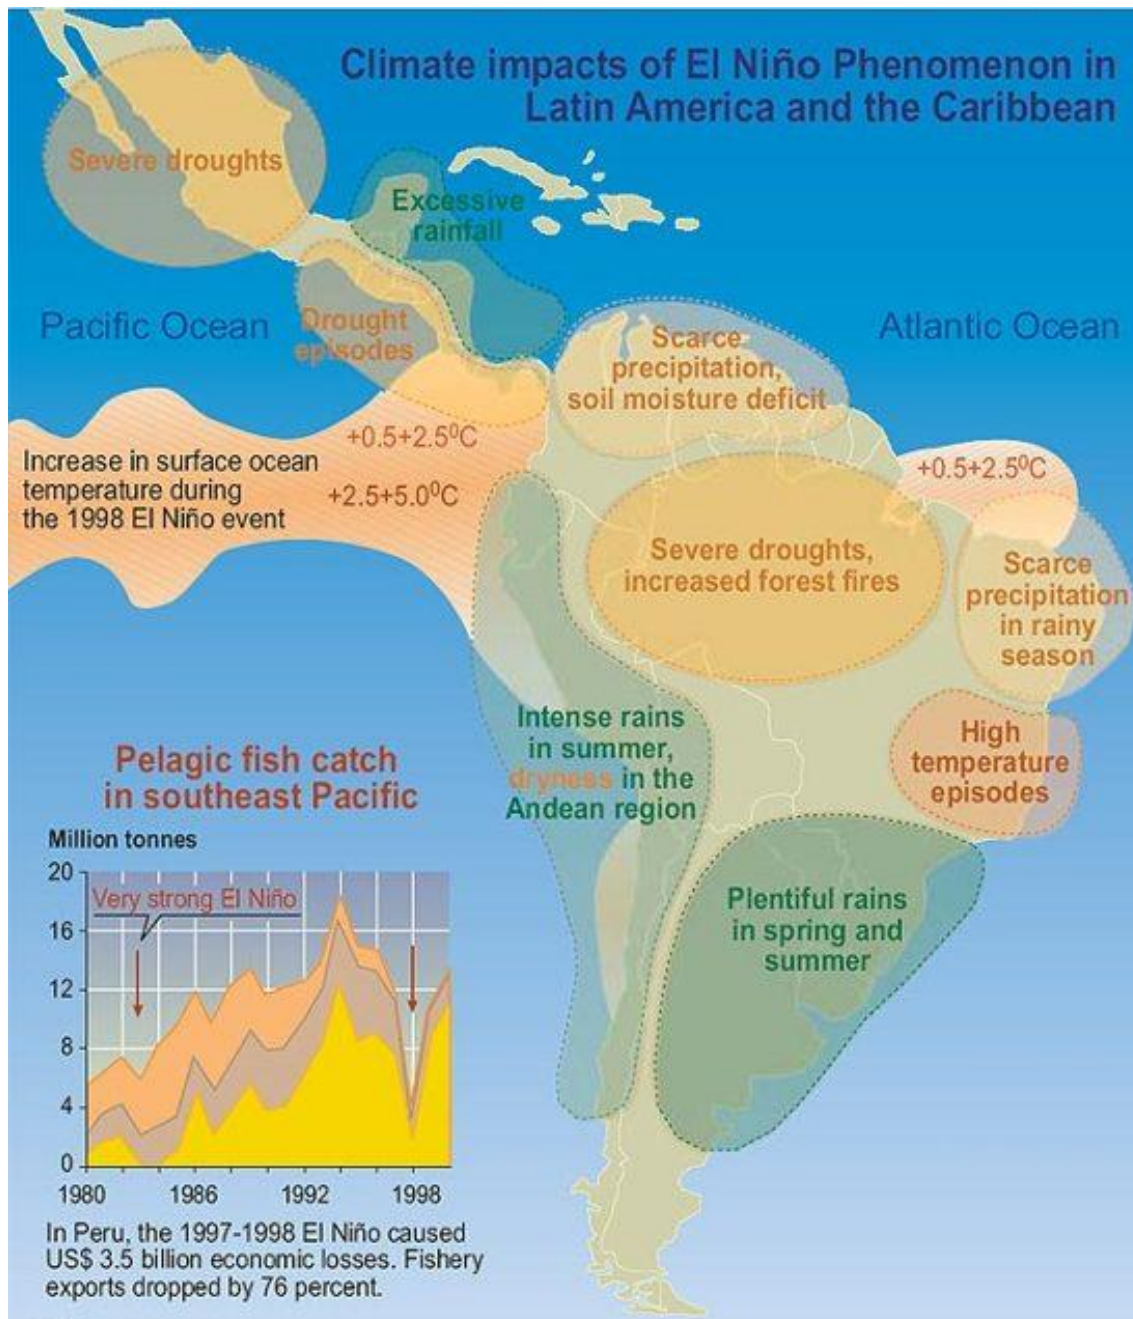 Climate impacts of El Niño Phenomenon in
Latin America and the Caribbean
Severe droughts
Excessive
rainfall
Pacific Ocean
Drought
episodes
Atlantic Ocean
Scarce
precipitation,
soil moisture deficit
+0.5+2.5⁰C
+0.5+2.5⁰C
Increase in surface ocean
temperature during
the 1998 El Niño event
+2.5+5.0⁰C
Severe droughts,
increased forest fires
Scarce
precipitation
in rainy
season
Intense rains
in summer,
dryness in the
Andean region
High
temperature
episodes
Pelagic fish catch
in southeast Pacific
Million tonnes
20
Very strong El Niño
16
12
8
4
0
1980
1986
1992
1998
Plentiful rains
in spring and
summer
In Peru, the 1997-1998 El Niño caused
US$ 3.5 billion economic losses. Fishery
exports dropped by 76 percent.